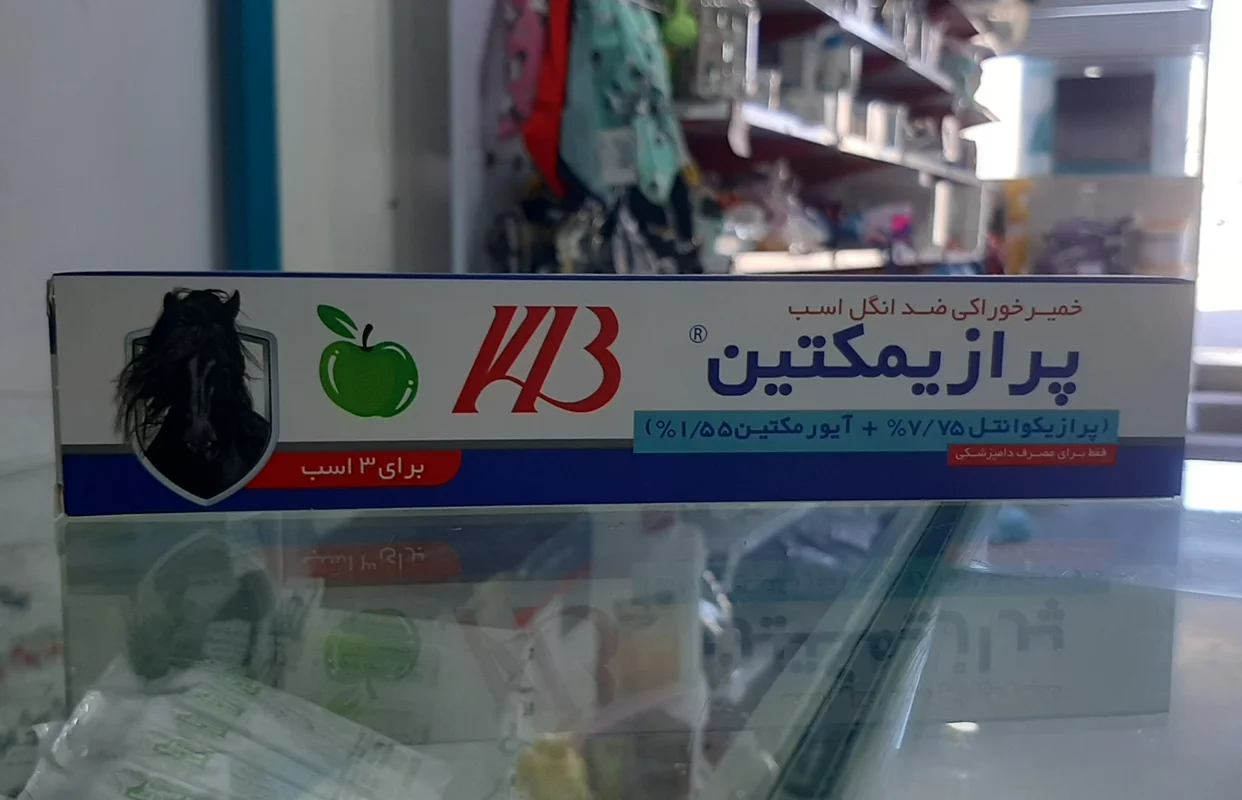 خمیر خوراکی ضد انگل اسب
پرازیمکتین®
(پرازیکوانتل ۷/۷۵% + آیورمکتین ۱/۵۵%)
فقط برای مصرف دامپزشکی
KB
برای ۳ اسب